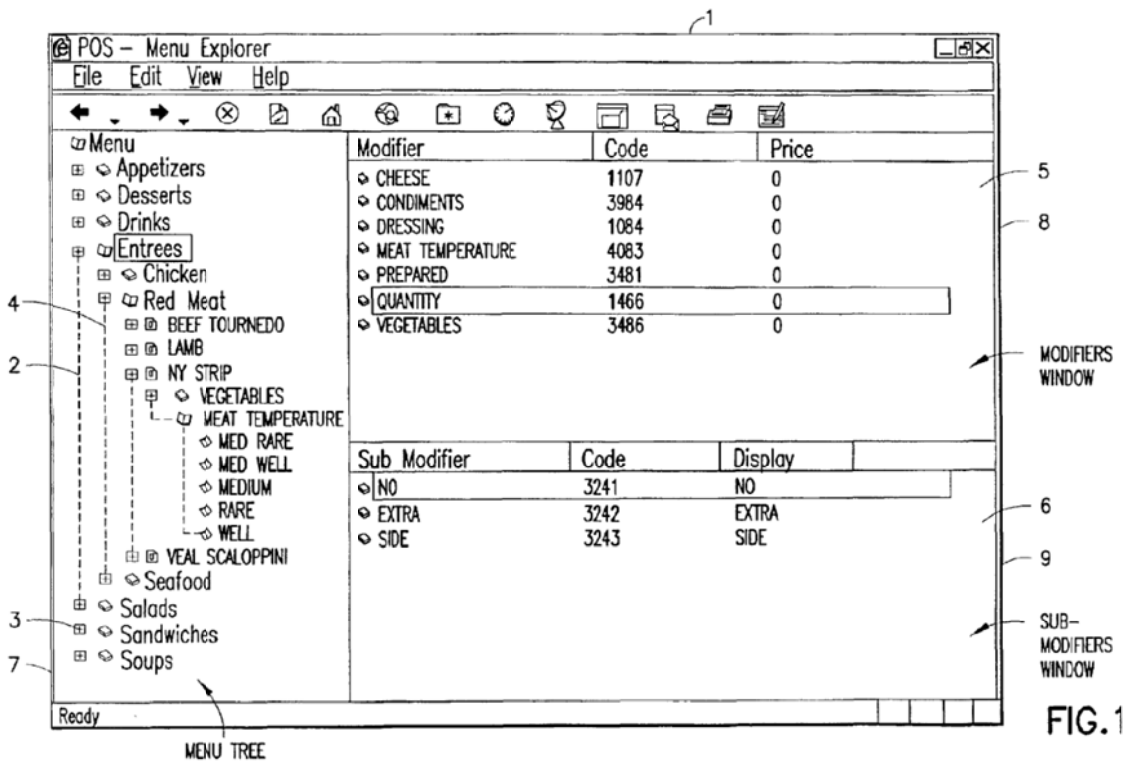 1
POS – Menu Explorer
File Edit View Help
Menu
Appetizers
Desserts
Drinks
Entrees
Chicken
Red Meat
BEEF TOURNEDO
LAMB
NY STRIP
VEGETABLES
MEAT TEMPERATURE
MED RARE
MED WELL
MEDIUM
RARE
WELL
VEAL SCALOPPINI
Seafood
Salads
Sandwiches
Soups
4
2
3
7
Modifier Code Price
CHEESE 1107 0
CONDIMENTS 3984 0
DRESSING 1084 0
MEAT TEMPERATURE 4083 0
PREPARED 3481 0
QUANTITY 1466 0
VEGETABLES 3486 0
5
8
MODIFIERS
WINDOW
Sub Modifier Code Display
NO 3241 NO
EXTRA 3242 EXTRA
SIDE 3243 SIDE
6
9
SUB-
MODIFIERS
WINDOW
Ready
MENU TREE
FIG.1